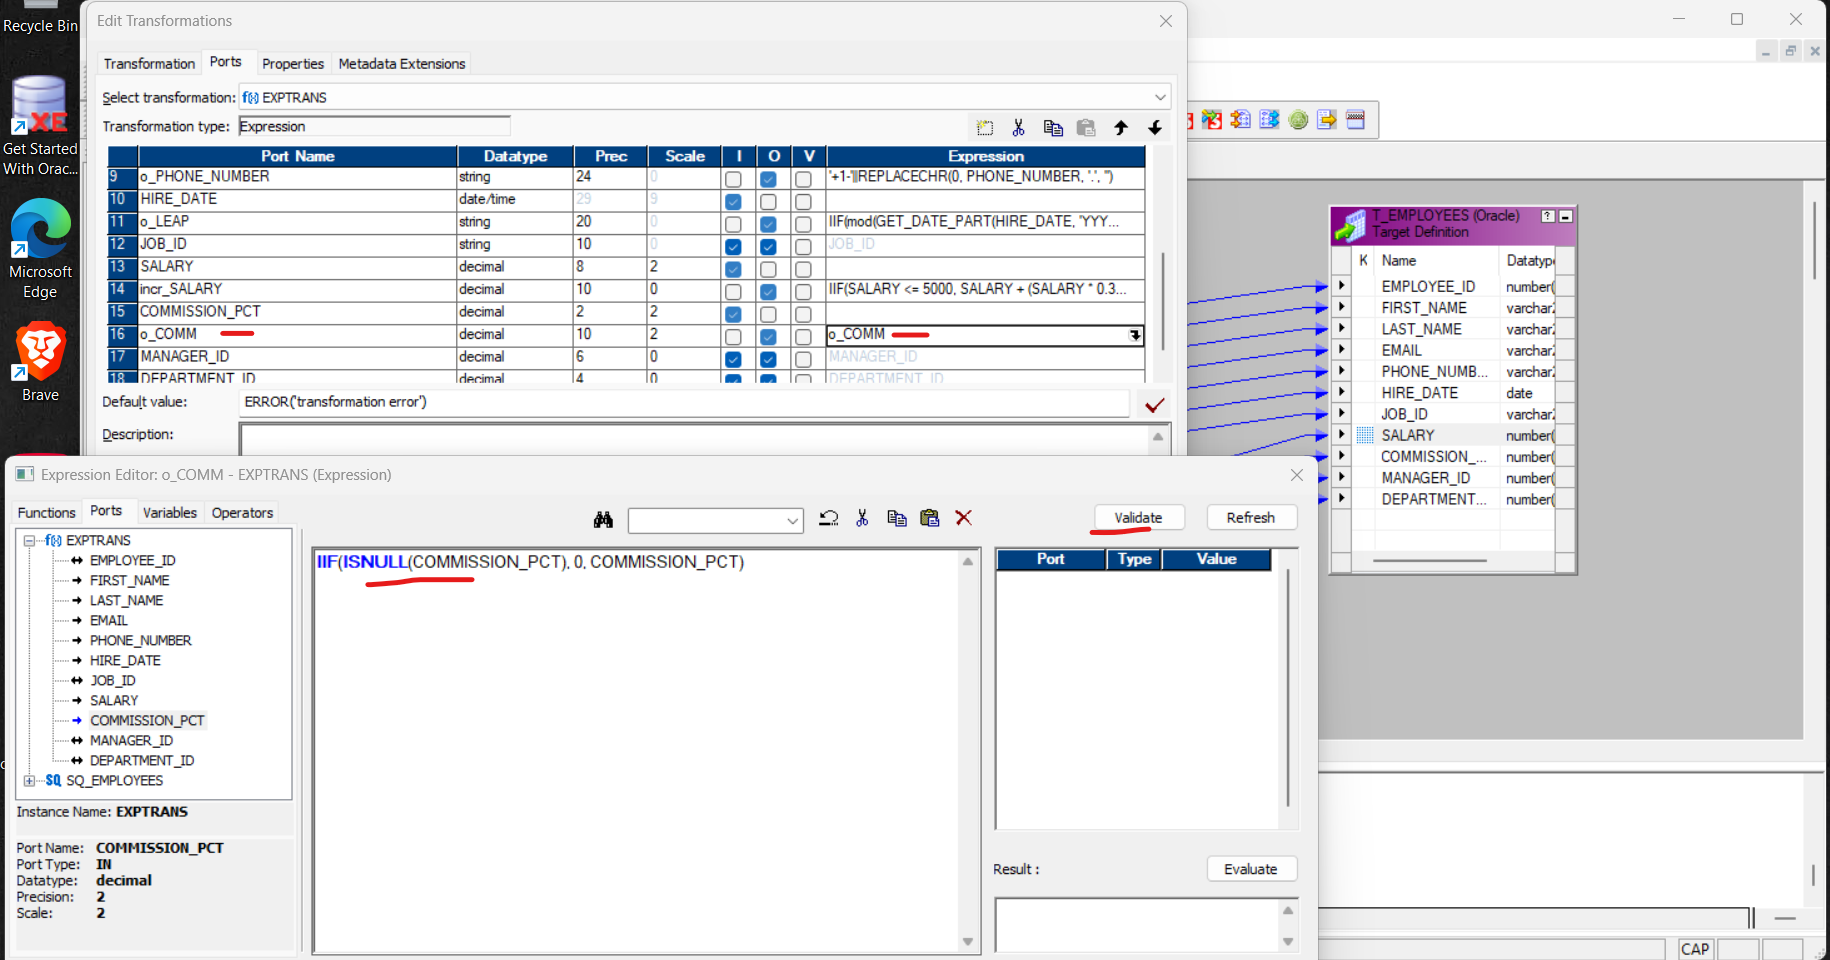 Recycle Bin
Get Started
With Orac...
Microsoft
Edge
Brave
Edit Transformations
Transformation
Ports
Properties
Metadata Extensions
Select transformation:
f(x) EXPTRANS
Transformation type:
Expression
Port Name Datatype Prec Scale I O V Expression
9 o_PHONE_NUMBER string 24 0 '+1-'||REPLACECHR(0, PHONE_NUMBER, '.', '')
10 HIRE_DATE date/time 29 9
11 o_LEAP string 20 0 IIF(mod(GET_DATE_PART(HIRE_DATE, 'YYY...
12 JOB_ID string 10 0 JOB_ID
13 SALARY decimal 8 2
14 incr_SALARY decimal 10 0 IIF(SALARY <= 5000, SALARY + (SALARY * 0.3...
15 COMMISSION_PCT decimal 2 2
16 o_COMM decimal 10 2 o_COMM
17 MANAGER_ID decimal 6 0 MANAGER_ID
18 DEPARTMENT_ID decimal 4 0 DEPARTMENT_ID
Default value:
ERROR('transformation error')
Description:
T_EMPLOYEES (Oracle)
Target Definition
K Name Datatyp
EMPLOYEE_ID number(
FIRST_NAME varchar2
LAST_NAME varchar2
EMAIL varchar2
PHONE_NUMB... varchar2
HIRE_DATE date
JOB_ID varchar2
SALARY number(
COMMISSION_... number(
MANAGER_ID number(
DEPARTMENT... number(
Expression Editor: o_COMM - EXPTRANS (Expression)
Functions
Ports
Variables
Operators
Validate
Refresh
f(x) EXPTRANS
EMPLOYEE_ID
FIRST_NAME
LAST_NAME
EMAIL
PHONE_NUMBER
HIRE_DATE
JOB_ID
SALARY
COMMISSION_PCT
MANAGER_ID
DEPARTMENT_ID
SQ SQ_EMPLOYEES
Instance Name: EXPTRANS
Port Name: COMMISSION_PCT
Port Type: IN
Datatype: decimal
Precision: 2
Scale: 2
IIF(ISNULL(COMMISSION_PCT), 0, COMMISSION_PCT)
Port Type Value
Result :
Evaluate
CAP